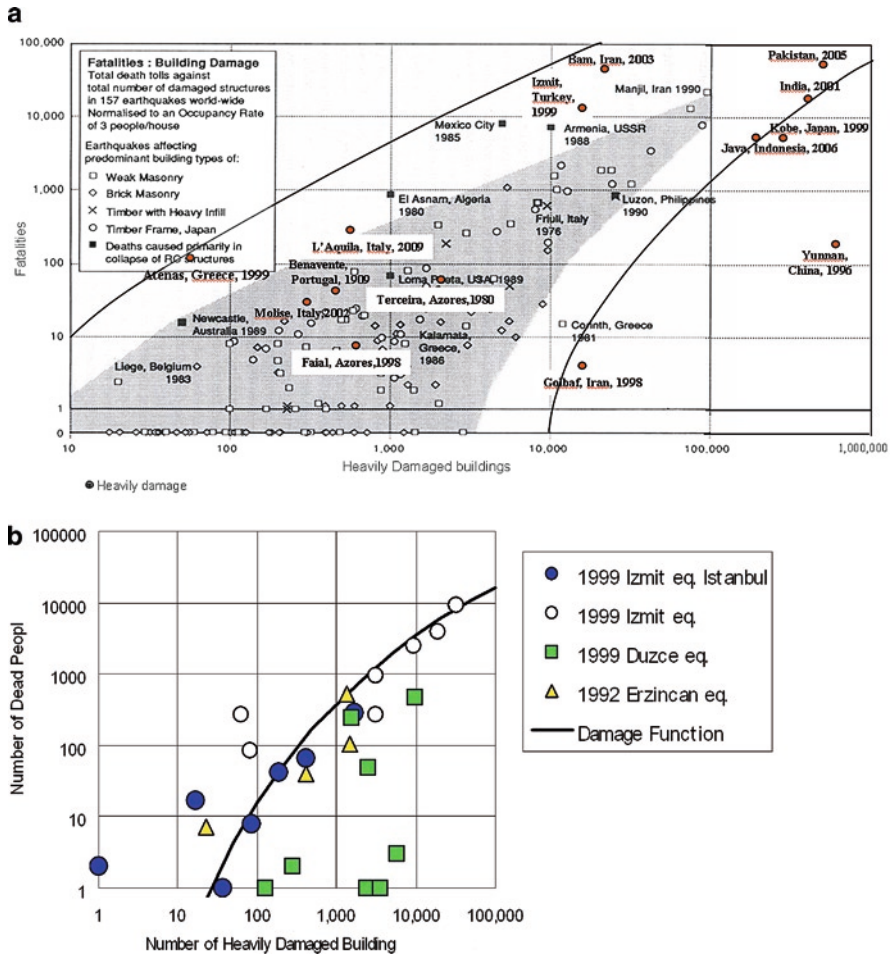 a
100,000
10,000
1,000
100
10
1
0
Fatalities
Fatalities : Building Damage
Total death tolls against
total number of damaged structures
in 157 earthquakes world-wide
Normalised to an Occupancy Rate
of 3 people/house
Earthquakes affecting
predominant building types of:
Weak Masonry
Brick Masonry
Timber with Heavy Infill
Timber Frame, Japan
Deaths caused primarily in
collapse of RC structures
Bam, Iran, 2003
Pakistan, 2005
Izmit,
Turkey,
1999
Manjil, Iran 1990
India, 2001
Mexico City
1985
Armenia, USSR
1988
Kobe, Japan, 1999
Java, Indonesia, 2006
El Asnam, Algeria
1980
Luzon, Philippines
1990
Friuli, Italy
1976
L'Aquila, Italy, 2009
Yunnan,
China, 1996
Atenas, Greece, 1999
Benavente,
Portugal, 1909
Loma Prieta, USA, 1989
Terceira, Azores,1980
Newcastle,
Australia 1989
Molise, Italy,2002
Kalamata,
Greece,
1986
Corinth, Greece
1981
Liege, Belgium
1983
Faial, Azores,1998
Golbaf, Iran, 1998
10
100
1,000
10,000
100,000
1,000,000
Heavily Damaged buildings
Heavily damage
b
100000
10000
1000
100
10
1
Number of Dead Peopl
1
10
100
1,000
10,000
100,000
Number of Heavily Damaged Building
1999 Izmit eq. Istanbul
1999 Izmit eq.
1999 Duzce eq.
1992 Erzincan eq.
Damage Function